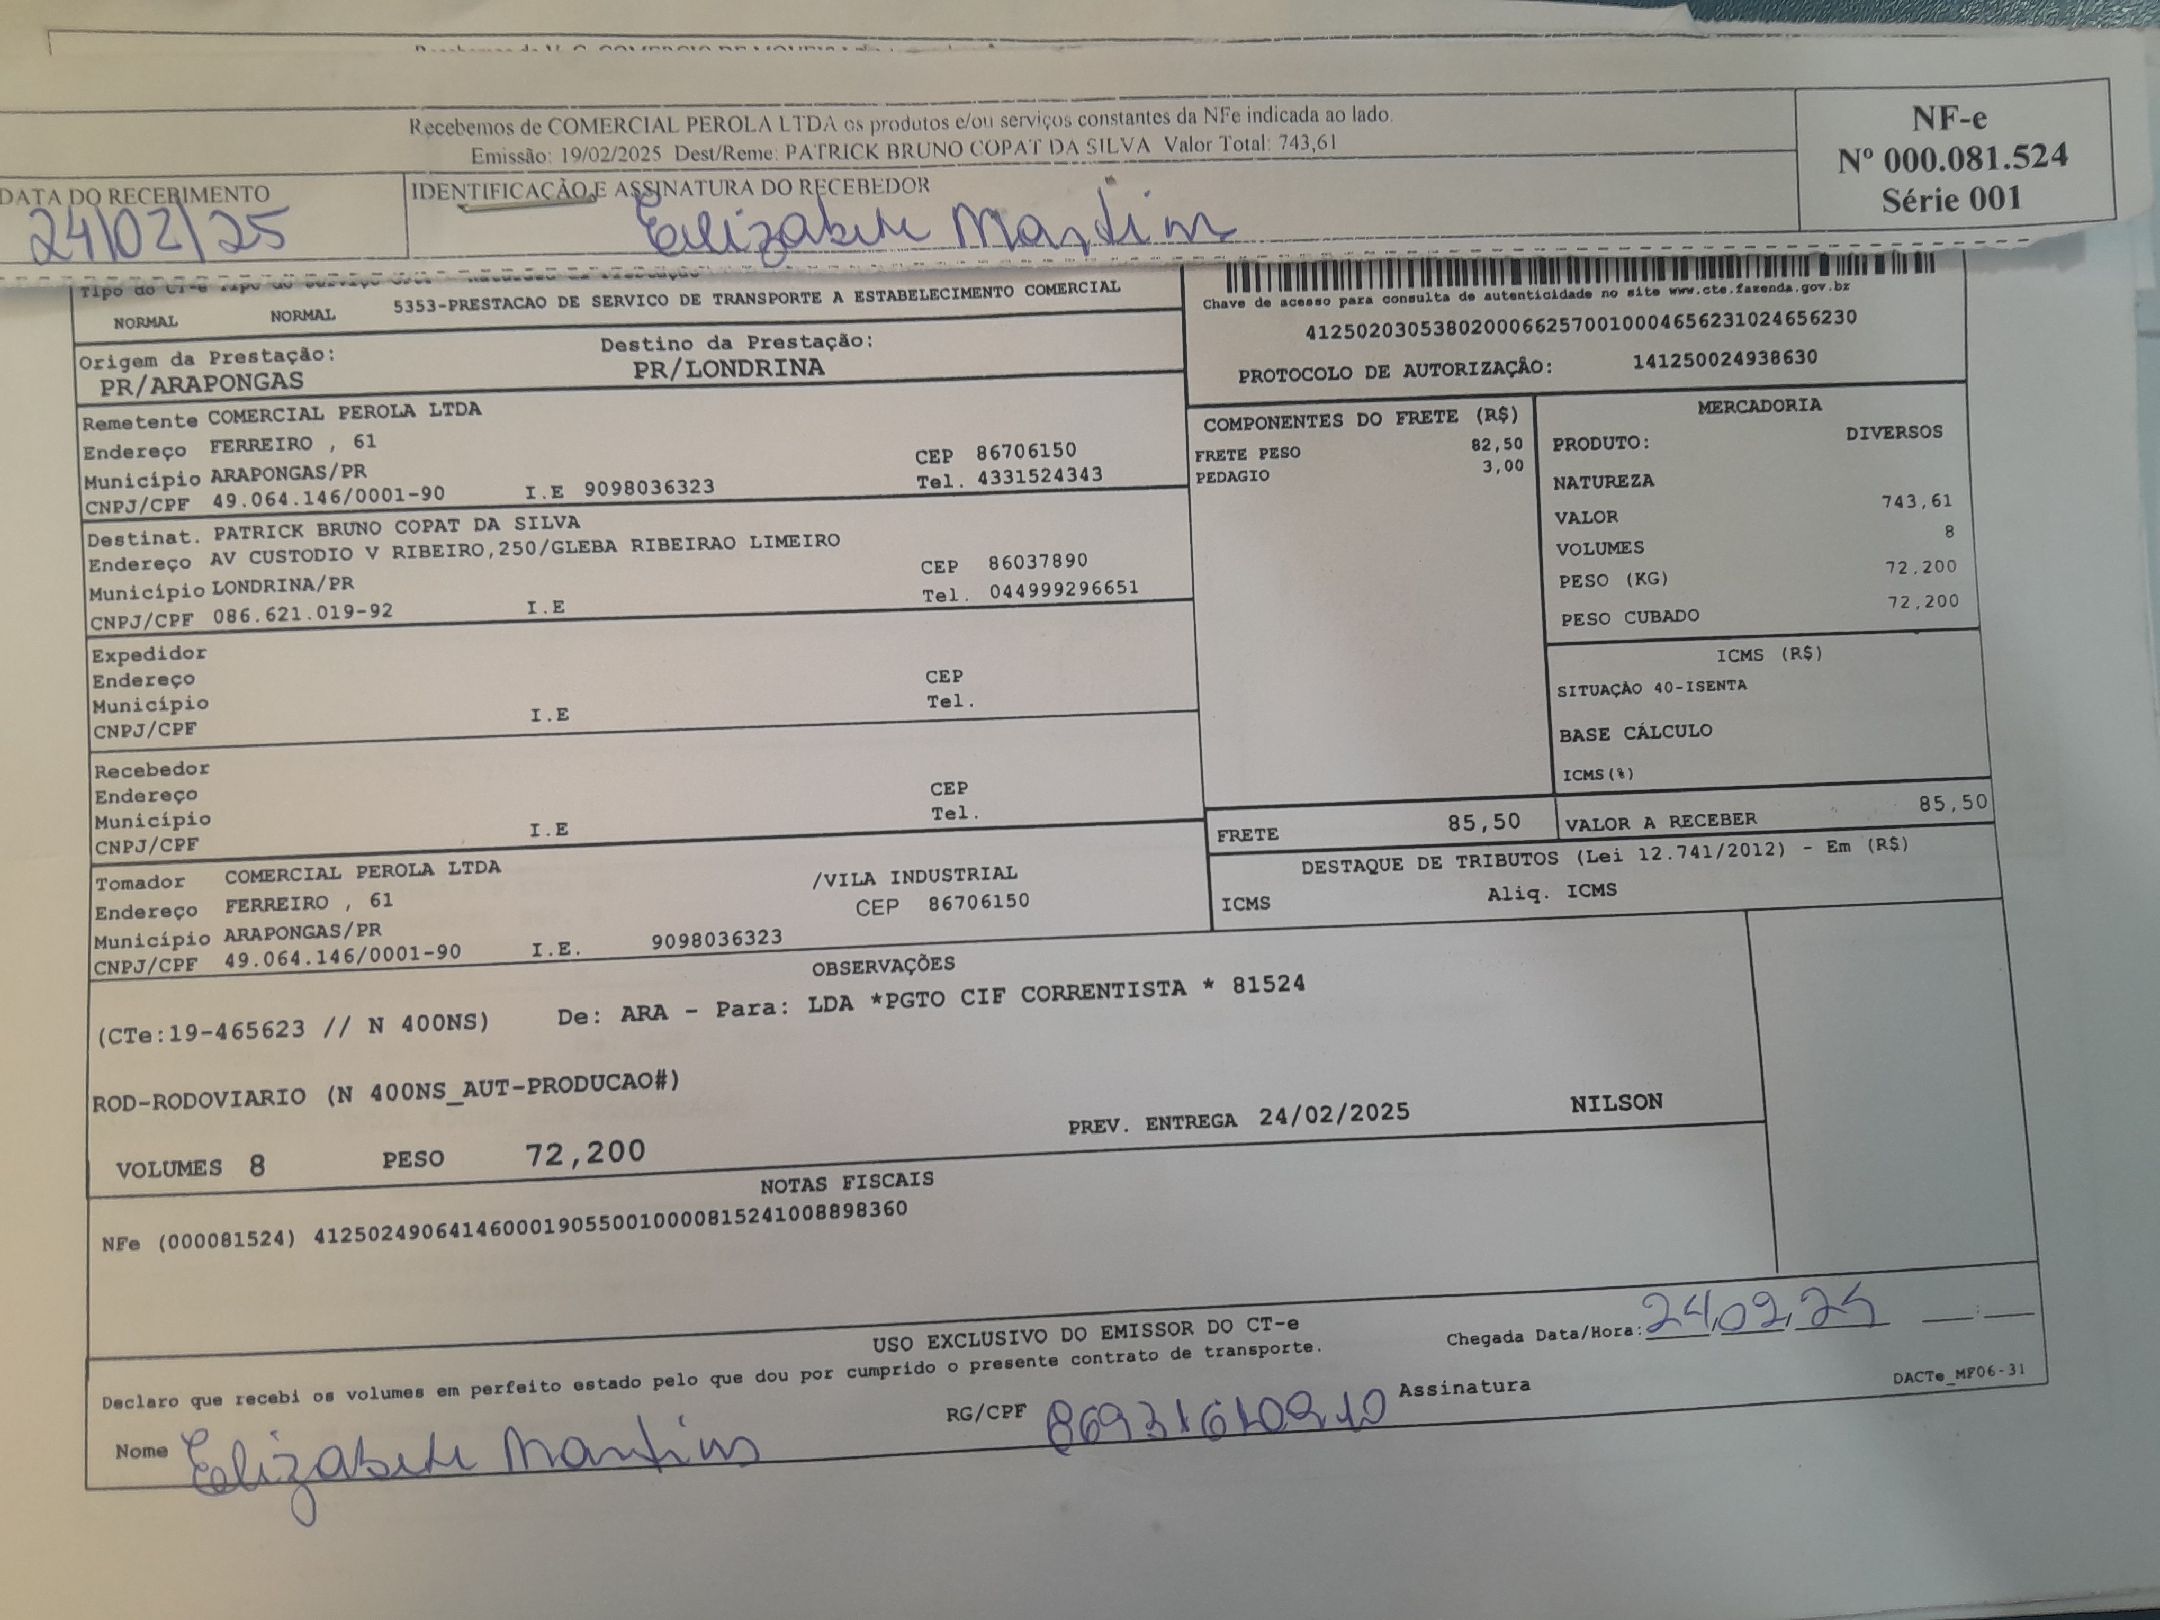 Recebemos de COMERCIAL PEROLA LTDA os produtos e/ou serviços constantes da NFe indicada ao lado.
Emissão: 19/02/2025 Dest/Reme: PATRICK BRUNO COPAT DA SILVA Valor Total: 743,61
NF-e
Nº 000.081.524
Série 001
DATA DO RECEBIMENTO
24/02/25
IDENTIFICAÇÃO E ASSINATURA DO RECEBEDOR
Elizabete Martins
Tipo do CT-e Tipo do Serviço
NORMAL NORMAL 5353-PRESTACAO DE SERVICO DE TRANSPORTE A ESTABELECIMENTO COMERCIAL
Chave de acesso para consulta de autenticidade no site www.cte.fazenda.gov.br
41250203053802000662570010004656231024656230
PROTOCOLO DE AUTORIZAÇÃO: 141250024938630
Origem da Prestação: Destino da Prestação:
PR/ARAPONGAS PR/LONDRINA
Remetente COMERCIAL PEROLA LTDA
Endereço FERREIRO , 61
Município ARAPONGAS/PR CEP 86706150
CNPJ/CPF 49.064.146/0001-90 I.E 9098036323 Tel. 4331524343
Destinat. PATRICK BRUNO COPAT DA SILVA
Endereço AV CUSTODIO V RIBEIRO,250/GLEBA RIBEIRAO LIMEIRO
Município LONDRINA/PR CEP 86037890
CNPJ/CPF 086.621.019-92 I.E Tel. 044999296651
Expedidor
Endereço CEP
Município Tel.
CNPJ/CPF I.E
Recebedor
Endereço CEP
Município Tel.
CNPJ/CPF I.E
Tomador COMERCIAL PEROLA LTDA
Endereço FERREIRO , 61 /VILA INDUSTRIAL
Município ARAPONGAS/PR CEP 86706150
CNPJ/CPF 49.064.146/0001-90 I.E. 9098036323
COMPONENTES DO FRETE (R$)
FRETE PESO 82,50
PEDAGIO 3,00
MERCADORIA
PRODUTO: DIVERSOS
NATUREZA
VALOR 743,61
VOLUMES 8
PESO (KG) 72,200
PESO CUBADO 72,200
ICMS (R$)
SITUAÇÃO 40-ISENTA
BASE CÁLCULO
ICMS(%)
FRETE 85,50 VALOR A RECEBER 85,50
DESTAQUE DE TRIBUTOS (Lei 12.741/2012) - Em (R$)
ICMS Aliq. ICMS
OBSERVAÇÕES
(CTe:19-465623 // N 400NS) De: ARA - Para: LDA *PGTO CIF CORRENTISTA * 81524
ROD-RODOVIARIO (N 400NS_AUT-PRODUCAO#)
PREV. ENTREGA 24/02/2025 NILSON
VOLUMES 8 PESO 72,200
NOTAS FISCAIS
NFe (000081524) 41250249064146000190550010000815241008898360
USO EXCLUSIVO DO EMISSOR DO CT-e
Declaro que recebi os volumes em perfeito estado pelo que dou por cumprido o presente contrato de transporte.
Chegada Data/Hora: 24,02,25 __:__
Nome Elizabete Martins RG/CPF Assinatura
DACTe_MF06-31